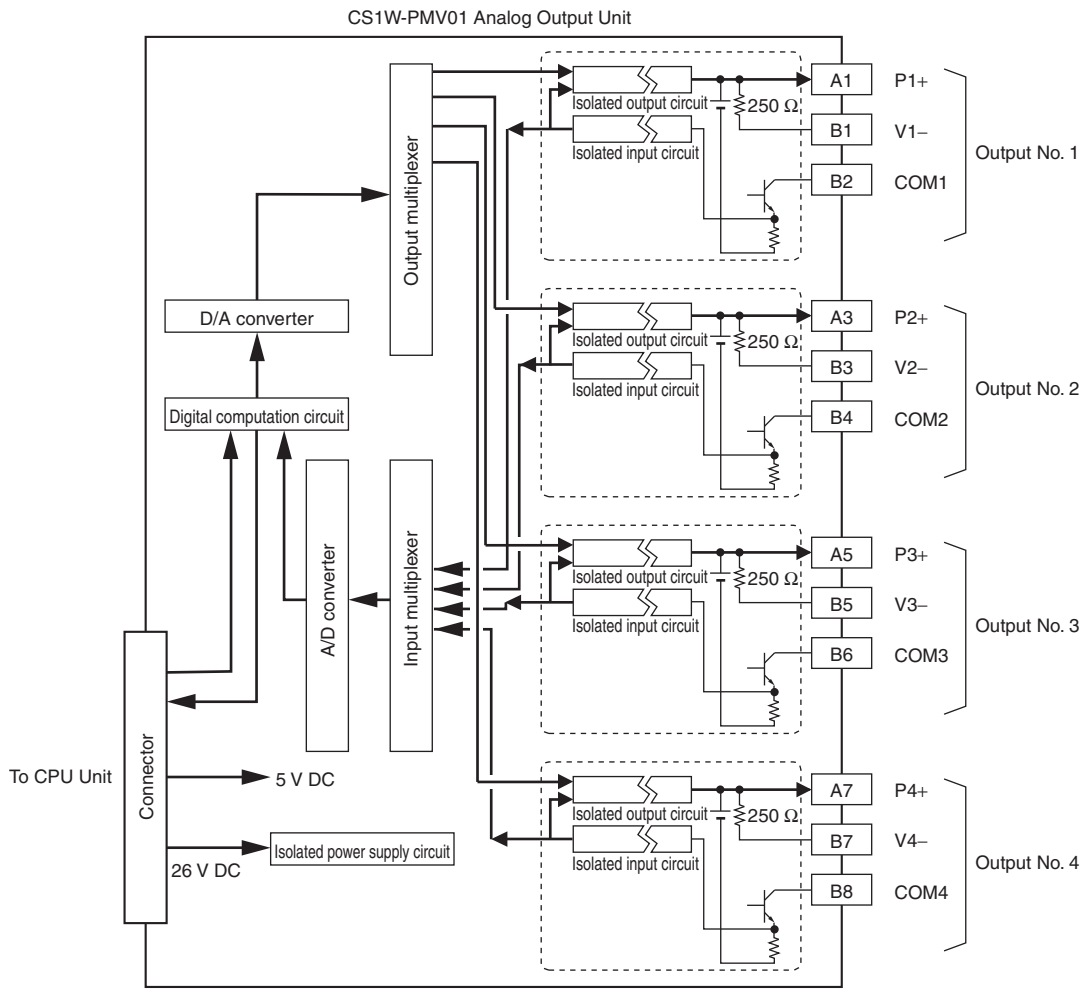 CS1W-PMV01 Analog Output Unit
Output multiplexer
D/A converter
Digital computation circuit
A/D converter
Input multiplexer
To CPU Unit
Connector
5 V DC
26 V DC
Isolated power supply circuit
Isolated output circuit
Isolated input circuit
250 Ω
A1
P1+
B1
V1−
B2
COM1
Output No. 1
Isolated output circuit
Isolated input circuit
250 Ω
A3
P2+
B3
V2−
B4
COM2
Output No. 2
Isolated output circuit
Isolated input circuit
250 Ω
A5
P3+
B5
V3−
B6
COM3
Output No. 3
Isolated output circuit
Isolated input circuit
250 Ω
A7
P4+
B7
V4−
B8
COM4
Output No. 4